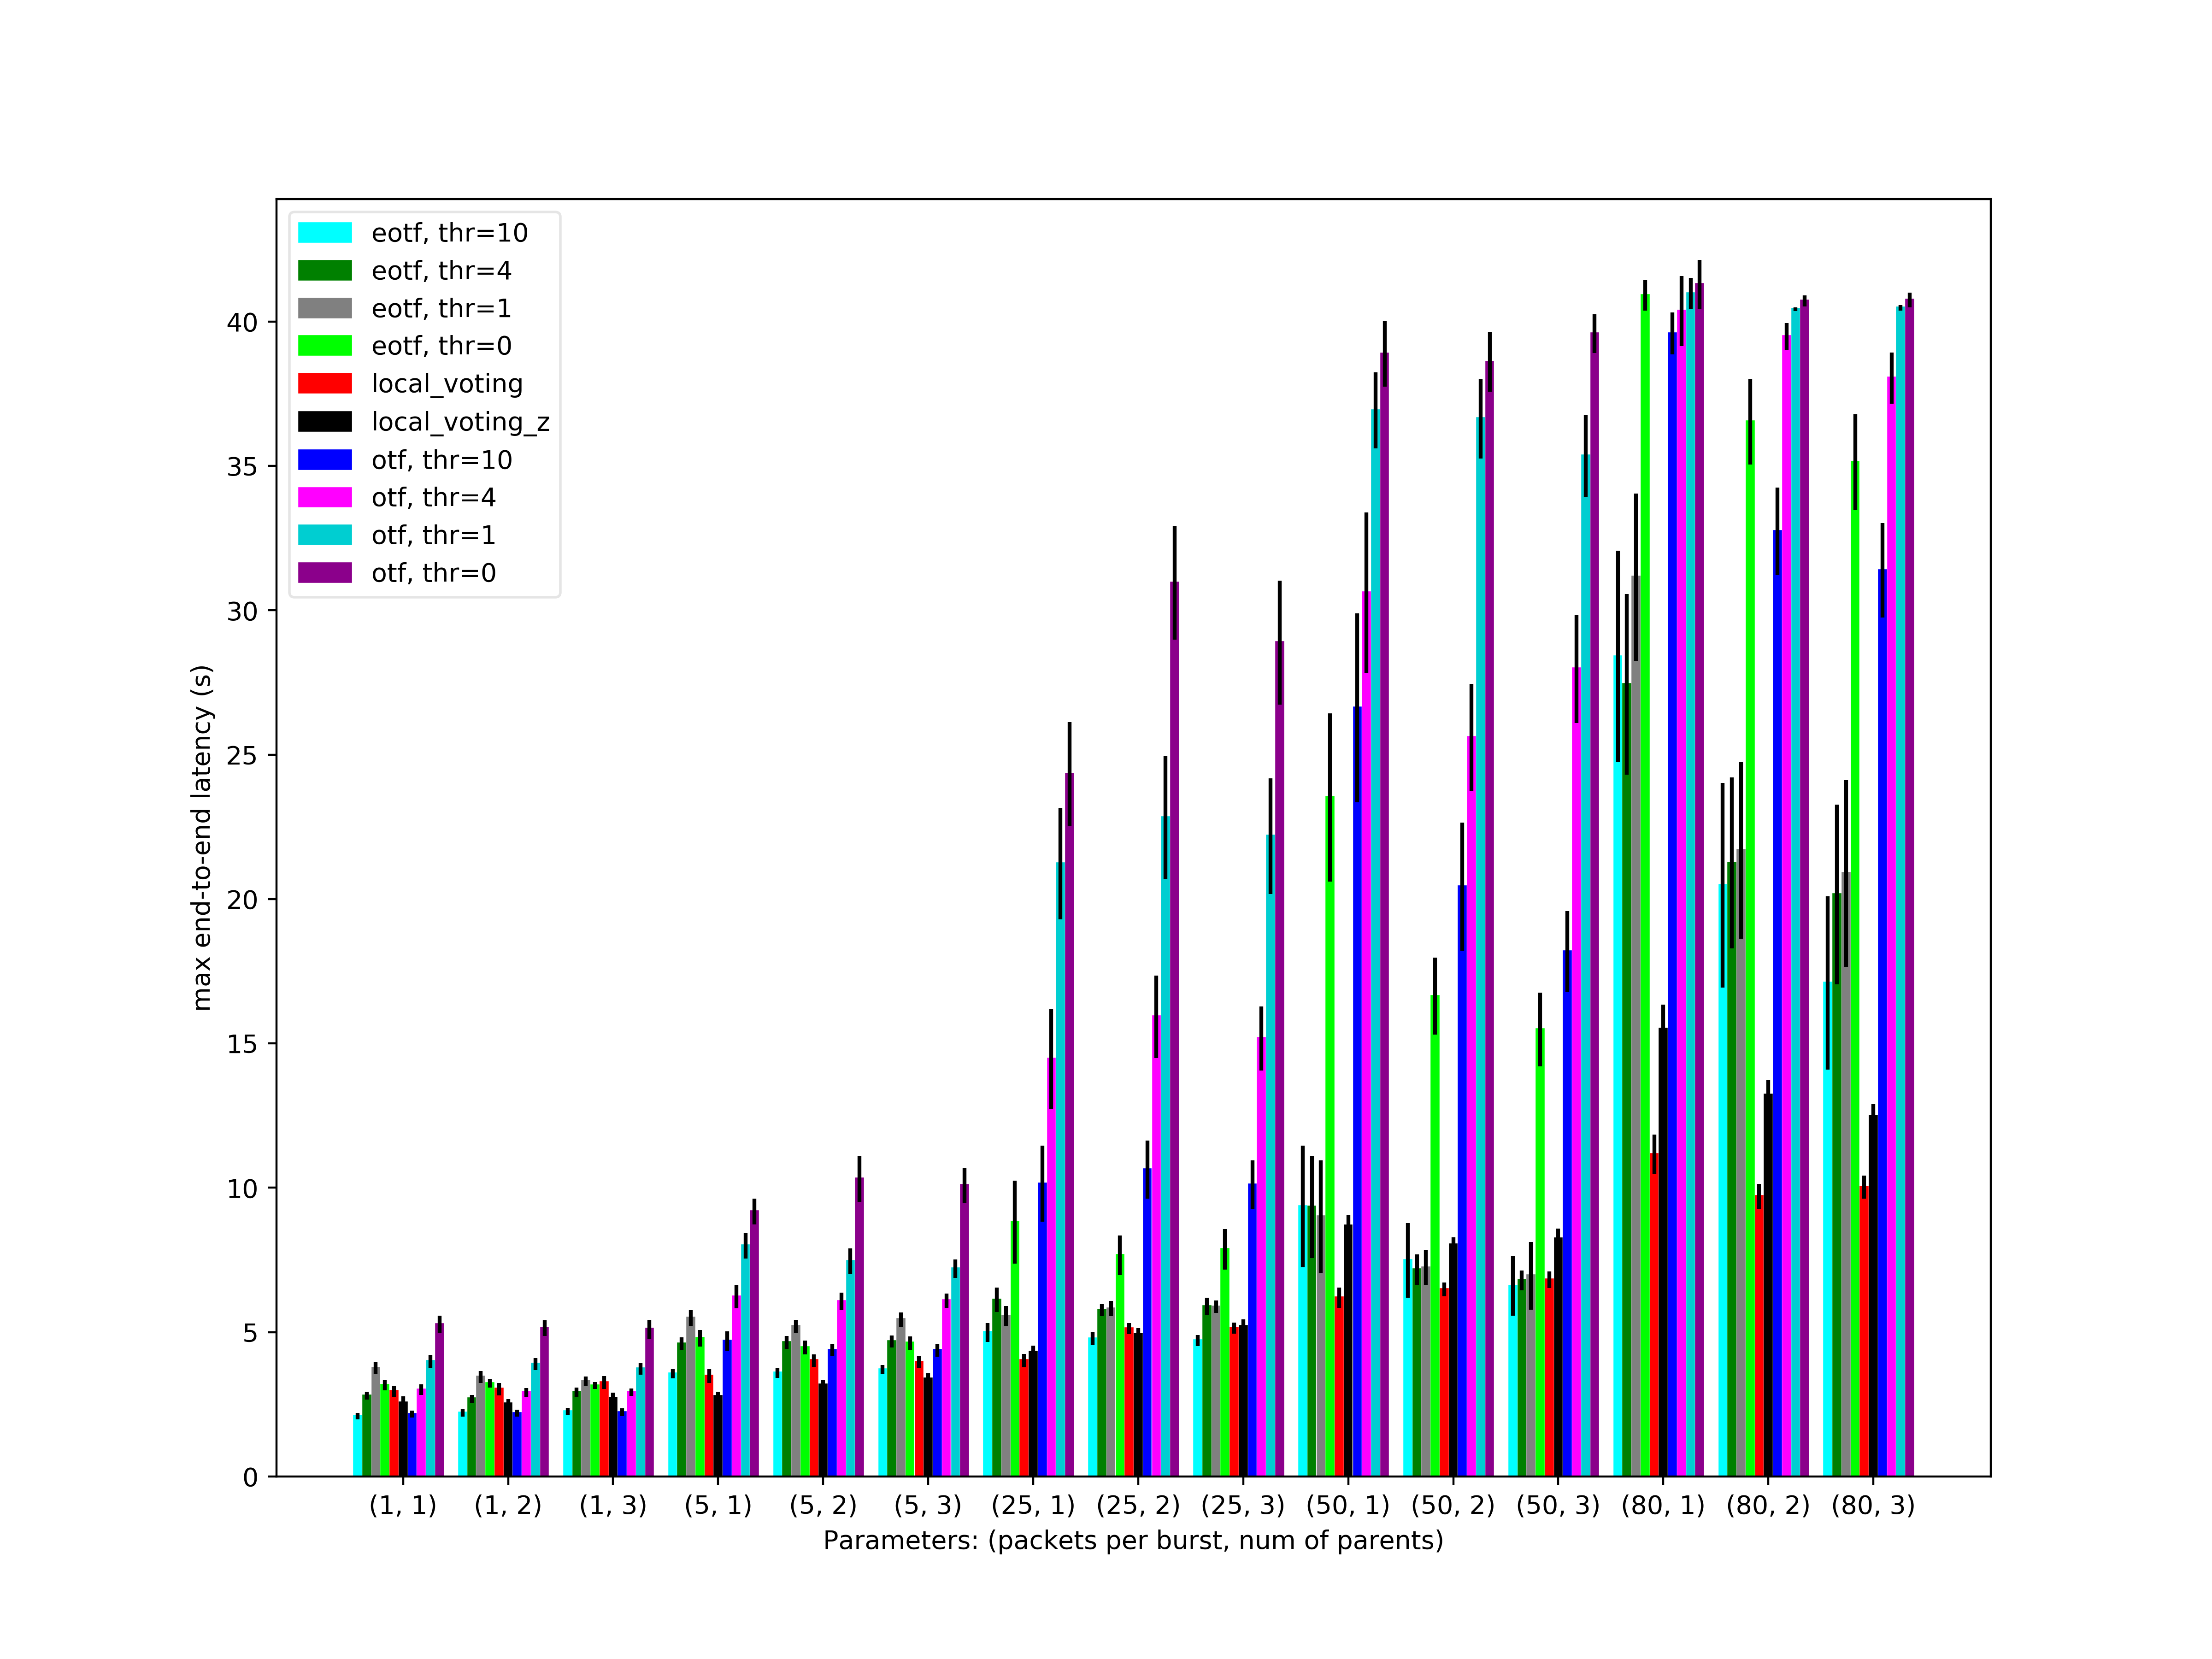 eotf, thr=10
eotf, thr=4
eotf, thr=1
eotf, thr=0
local_voting
local_voting_z
otf, thr=10
otf, thr=4
otf, thr=1
otf, thr=0
max end-to-end latency (s)
40
35
30
25
20
15
10
5
0
(1, 1) (1, 2) (1, 3) (5, 1) (5, 2) (5, 3) (25, 1) (25, 2) (25, 3) (50, 1) (50, 2) (50, 3) (80, 1) (80, 2) (80, 3)
Parameters: (packets per burst, num of parents)